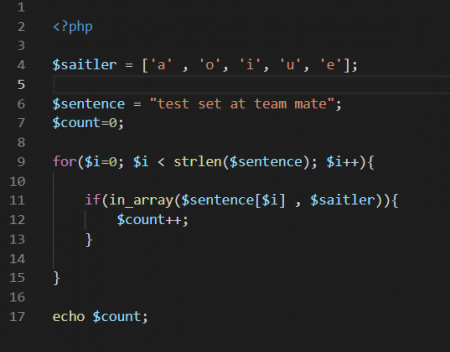 1
2 <?php
3
4 $saitler = ['a' , 'o', 'i', 'u', 'e'];
5
6 $sentence = "test set at team mate";
7 $count=0;
8
9 for($i=0; $i < strlen($sentence); $i++){
10
11 if(in_array($sentence[$i] , $saitler)){
12 $count++;
13 }
14
15 }
16
17 echo $count;